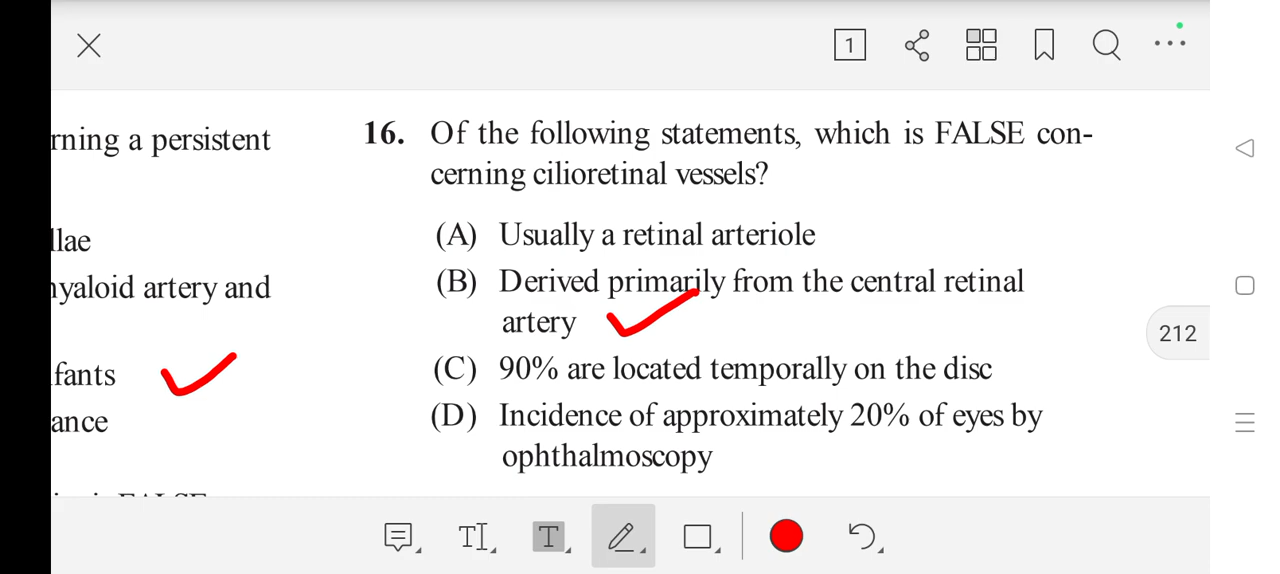 1
rning a persistent
llae
nyaloid artery and
fants
ance
16. Of the following statements, which is FALSE con-
cerning cilioretinal vessels?
(A) Usually a retinal arteriole
(B) Derived primarily from the central retinal
artery
(C) 90% are located temporally on the disc
(D) Incidence of approximately 20% of eyes by
ophthalmoscopy
212
T
T